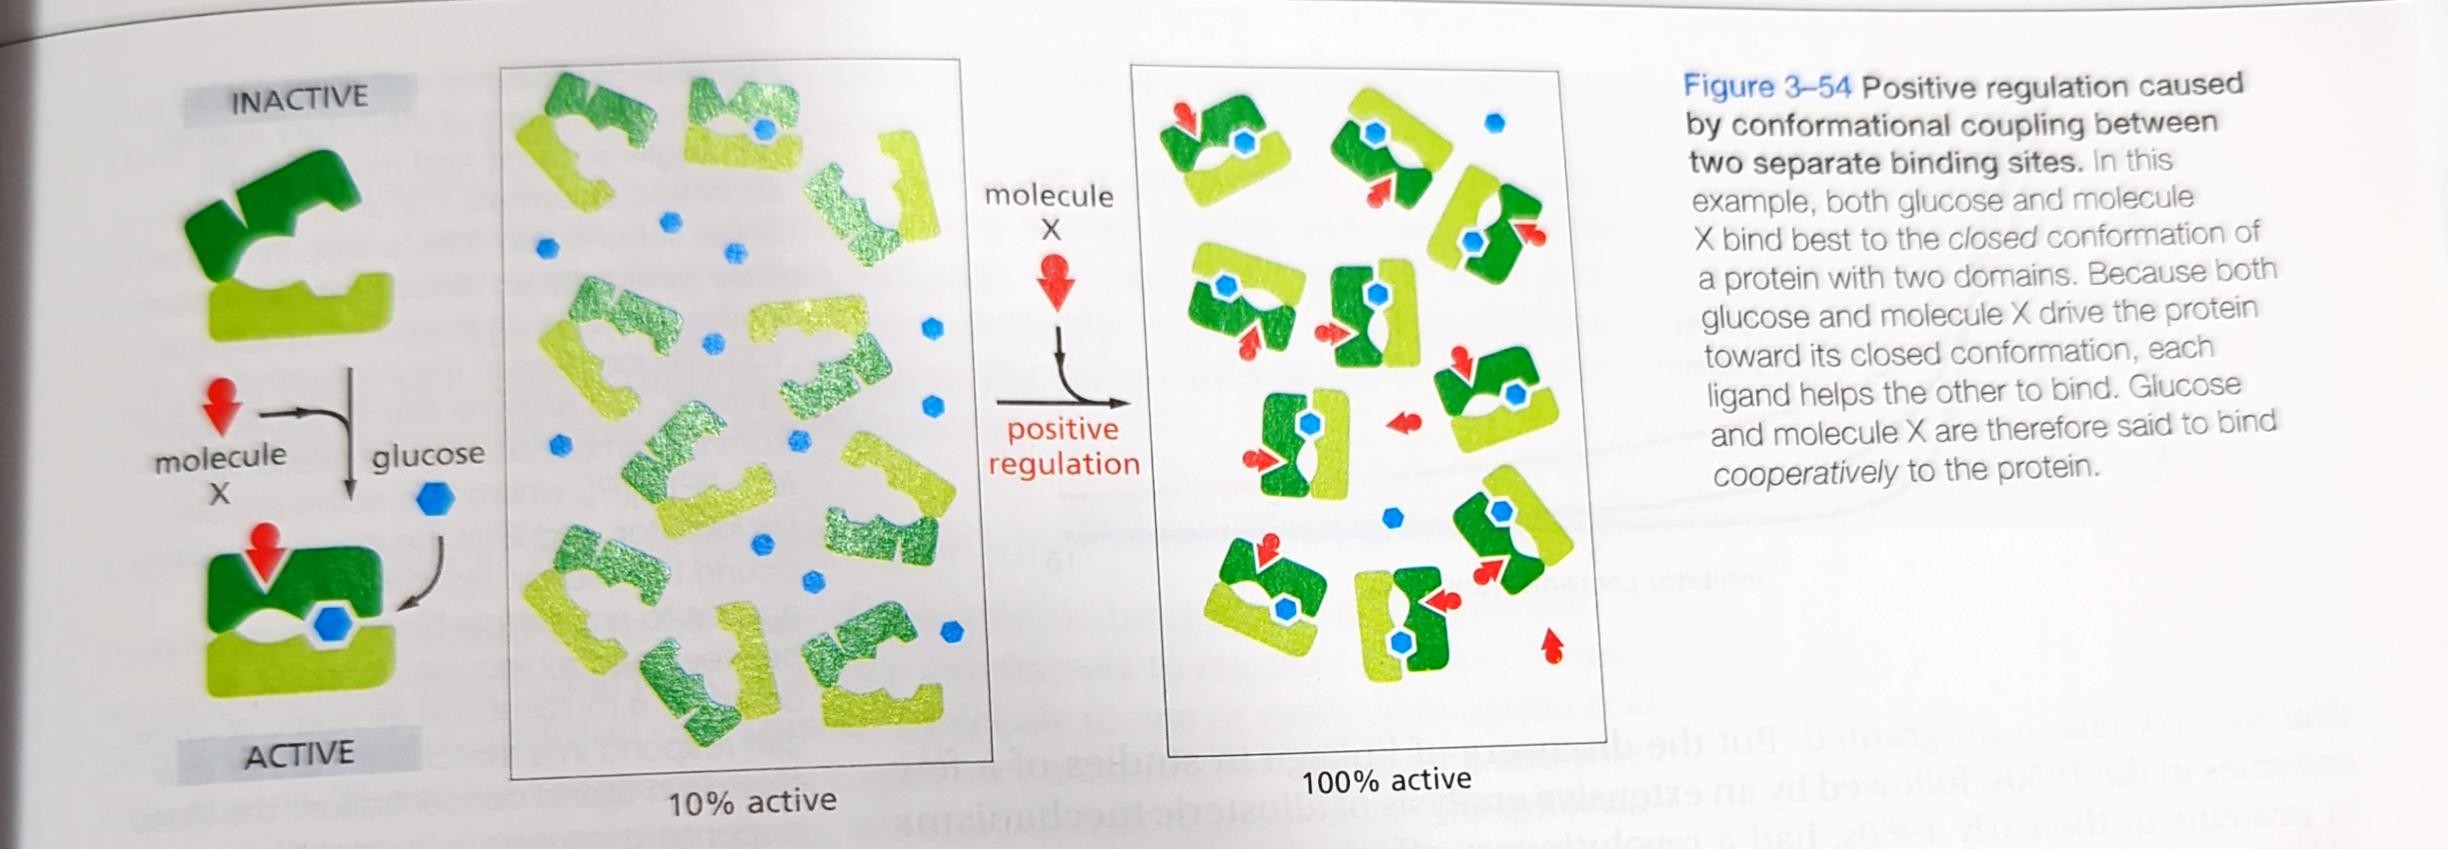 INACTIVE
molecule
X
glucose
ACTIVE
10% active
molecule
X
positive
regulation
100% active
Figure 3–54 Positive regulation caused
by conformational coupling between
two separate binding sites. In this
example, both glucose and molecule
X bind best to the closed conformation of
a protein with two domains. Because both
glucose and molecule X drive the protein
toward its closed conformation, each
ligand helps the other to bind. Glucose
and molecule X are therefore said to bind
cooperatively to the protein.